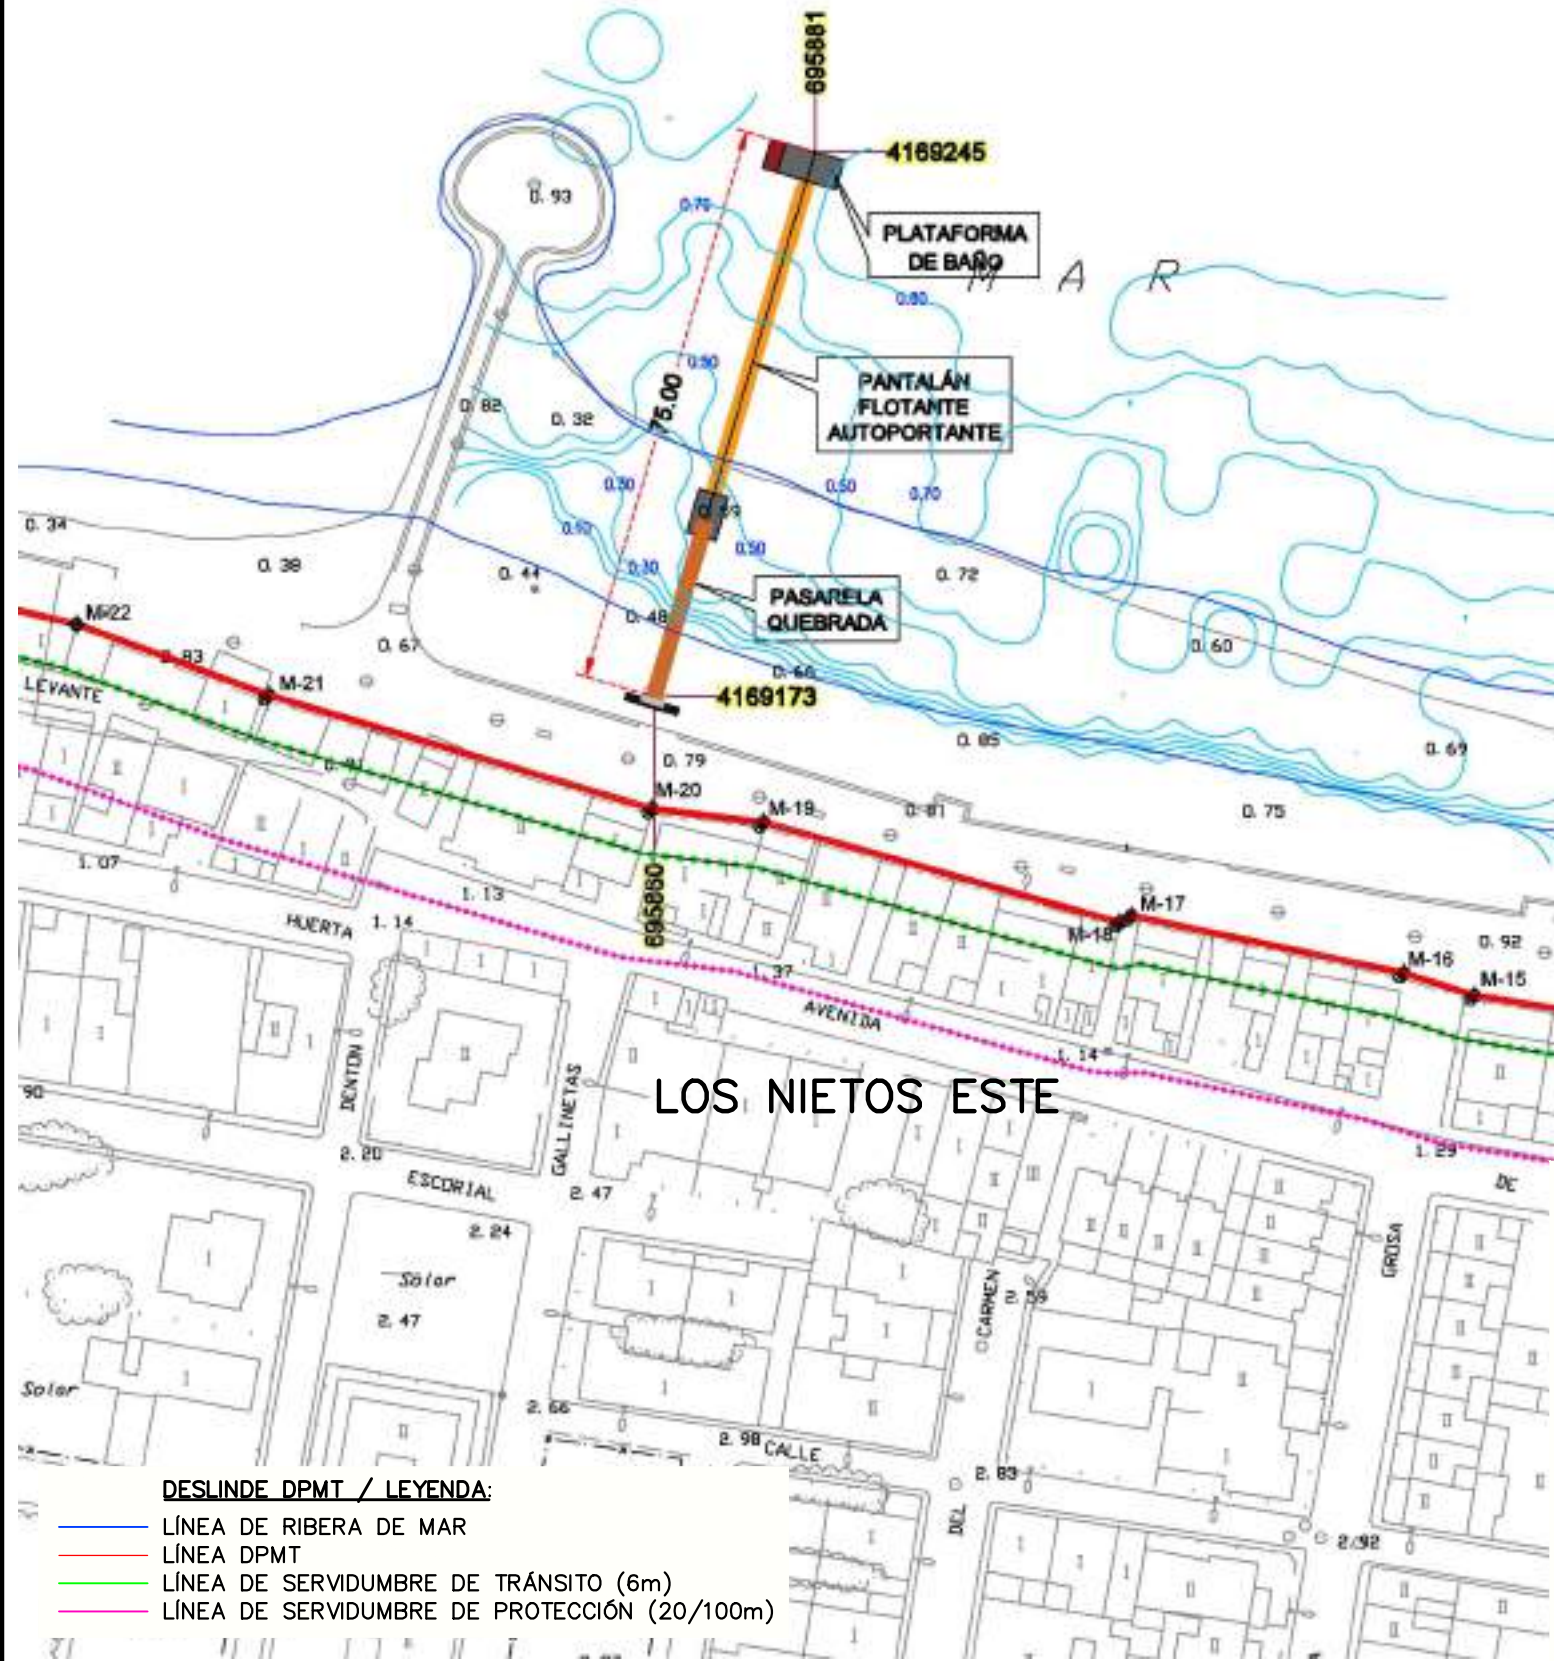 695881
4169245
0.93
0.70
PLATAFORMA
DE BAÑO
M A R
0.80
0.90
75.00
PANTALÁN
FLOTANTE
AUTOPORTANTE
0.82
0.32
0.50
0.50
0.70
0.34
0.10
0.50
0.38
0.44
0.30
0.72
PASARELA
QUEBRADA
M-22
0.48
0.67
0.60
0.83
0.66
LEVANTE
M-21
4169173
0.85
0.69
0.79
M-20
M-19
0.81
0.75
1.07
1.13
695860
M-17
HUERTA
1.14
M-18
0.92
M-16
1.37
M-15
AVENIDA
1.14
DENTON
GALLINETAS
LOS NIETOS ESTE
90
2.20
1.29
ESCORIAL
2.47
DE
2.24
GROSA
Solar
2.47
CARMEN
2.59
Solar
2.66
2.98
CALLE
2.83
DEL
2.92
DESLINDE DPMT / LEYENDA:
LÍNEA DE RIBERA DE MAR
LÍNEA DPMT
LÍNEA DE SERVIDUMBRE DE TRÁNSITO (6m)
LÍNEA DE SERVIDUMBRE DE PROTECCIÓN (20/100m)